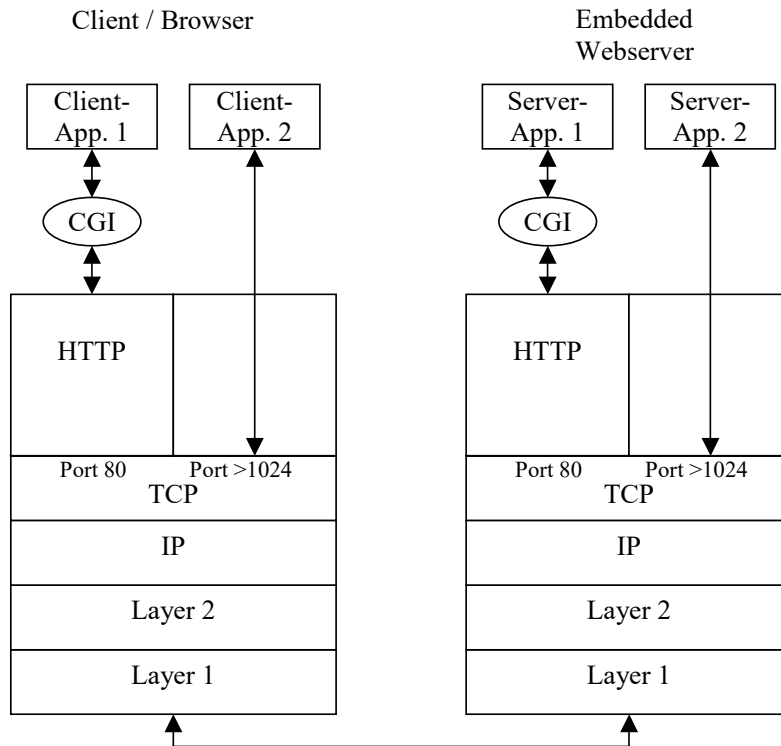 Client / Browser
Embedded
Webserver
Client-
App. 1
Client-
App. 2
Server-
App. 1
Server-
App. 2
CGI
CGI
HTTP
HTTP
Port 80
Port >1024
Port 80
Port >1024
TCP
TCP
IP
IP
Layer 2
Layer 2
Layer 1
Layer 1